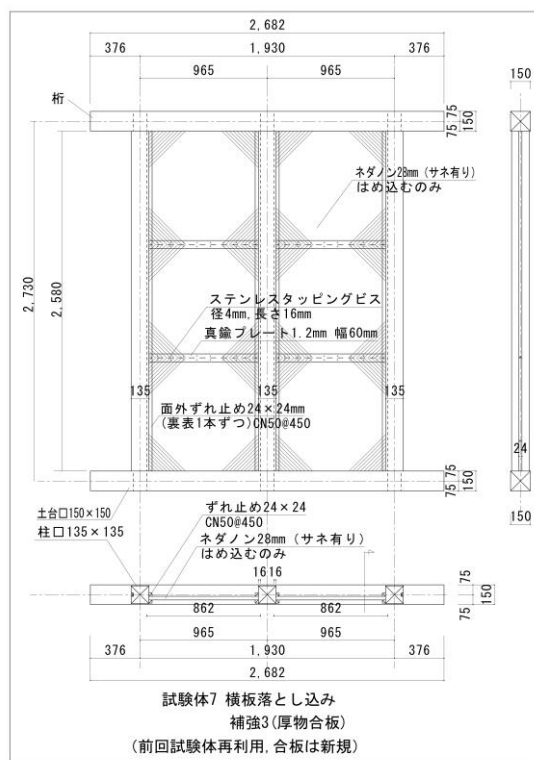 2,682
376 1,930 376
965 965
150
桁
75
75
150
ネダノン28mm (サネ有り)
はめ込むのみ
2,730
2,580
ステンレスタッピングビス
径4mm,長さ16mm
真鍮プレート1.2mm 幅60mm
135 135 135
面外ずれ止め24×24mm
(裏表1本ずつ)CN50@450
24
75
75
150
土台口150×150
柱口135×135
ずれ止め24×24
CN50@450
ネダノン28mm (サネ有り)
はめ込むのみ
150
1616
75
75
150
862 862
965 965
376 1,930 376
2,682
試験体7 横板落とし込み
補強3(厚物合板)
(前回試験体再利用,合板は新規)